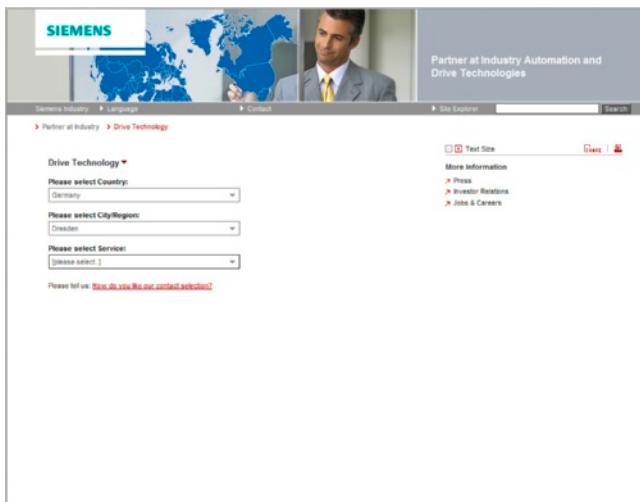 SIEMENS
Partner at Industry Automation and
Drive Technologies
Siemens Industry
Language
Contact
Site Explorer
Search
Partner at Industry
Drive Technology
Text Size
Drive Technology
More Information
Please select Country:
Press
Germany
Investor Relations
Jobs & Careers
Please select City/Region:
Dresden
Please select Service:
[please select..]
Please tell us: How do you like our contact selection?